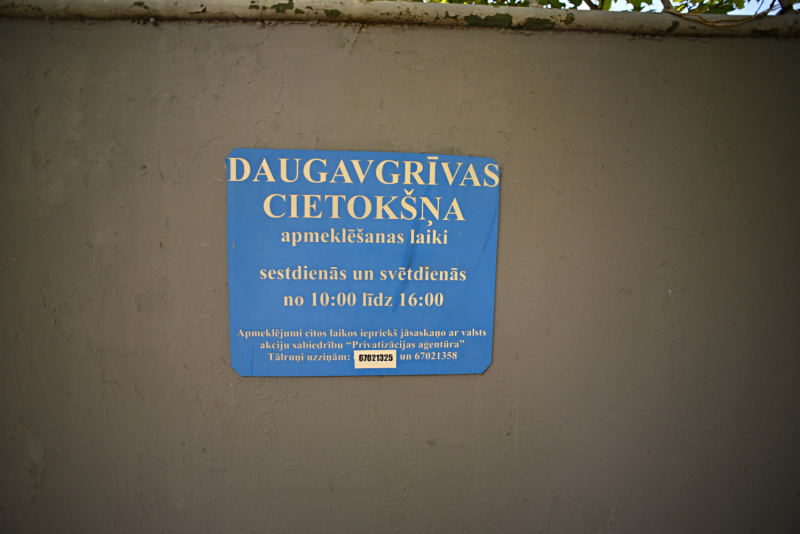 DAUGAVGRĪVAS
CIETOKŠŅA
apmeklēšanas laiki
sestdienās un svētdienās
no 10:00 līdz 16:00
Apmeklējumi citos laikos iepriekš jāsaskaņo ar valsts
akciju sabiedrību “Privatizācijas aģentūra”
Tālruņi uzziņām: 67021325 un 67021358